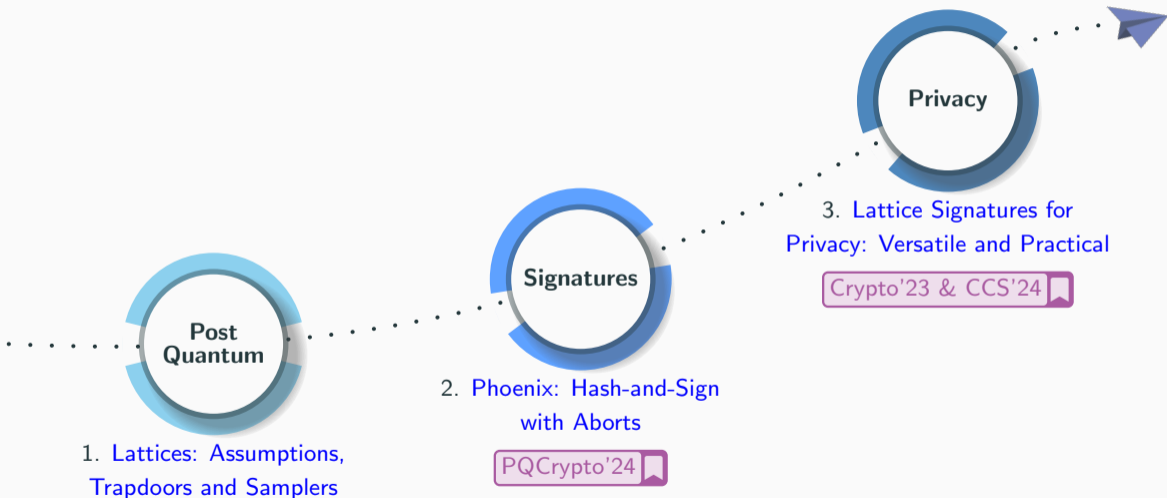 Privacy
3. Lattice Signatures for
Privacy: Versatile and Practical
Crypto'23 & CCS'24
Signatures
2. Phoenix: Hash-and-Sign
with Aborts
PQCrypto'24
Post
Quantum
1. Lattices: Assumptions,
Trapdoors and Samplers